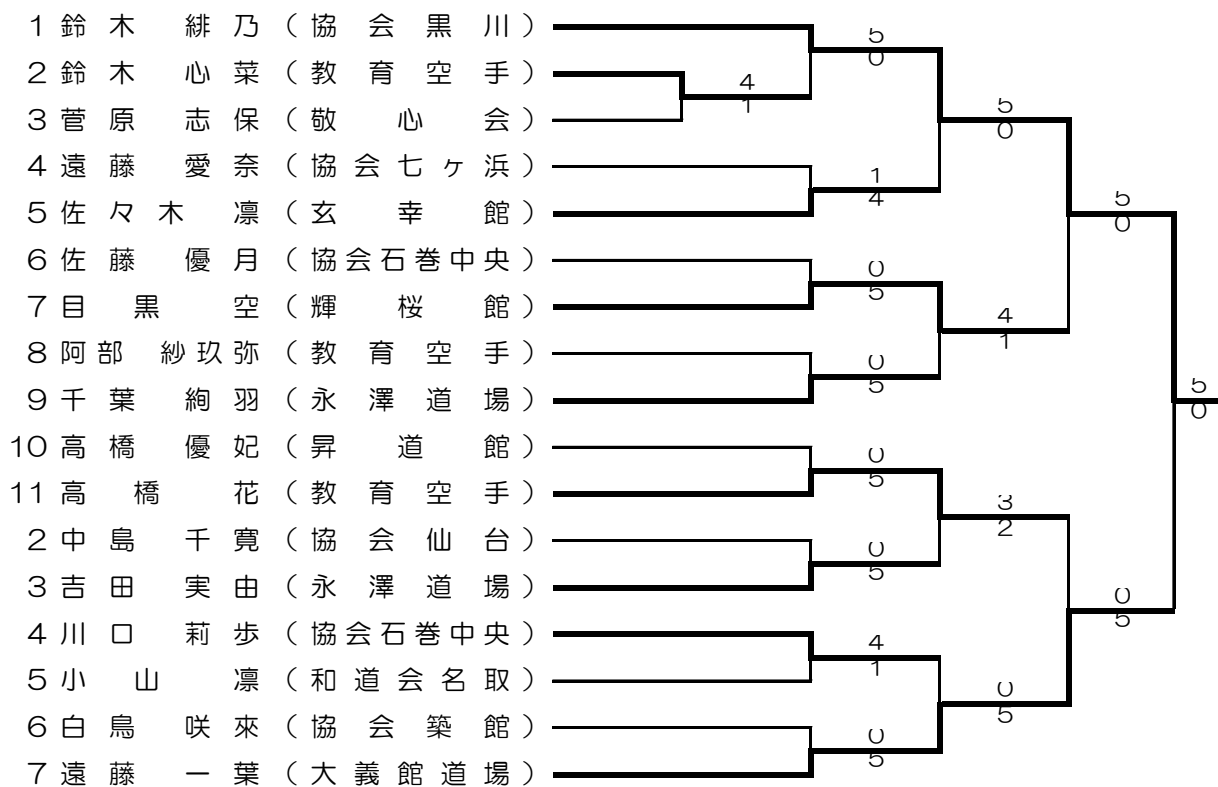 1 鈴木 緋乃 (協会黒川)
2 鈴木 心菜 (教育空手)
3 菅原 志保 (敬心会)
4 遠藤 愛奈 (協会七ヶ浜)
5 佐々木 凛 (玄幸館)
6 佐藤 優月 (協会石巻中央)
7 目黒 空 (輝桜館)
8 阿部 紗玖弥 (教育空手)
9 千葉 絢羽 (永澤道場)
10 高橋 優妃 (昇道館)
11 高橋 花 (教育空手)
2 中島 千寛 (協会仙台)
3 吉田 実由 (永澤道場)
4 川口 莉歩 (協会石巻中央)
5 小山 凛 (和道会名取)
6 白鳥 咲來 (協会築館)
7 遠藤 一葉 (大義館道場)
4
1
5
0
1
4
0
5
0
5
0
5
0
5
4
1
0
5
5
0
4
1
3
2
0
5
5
0
0
5
5
0